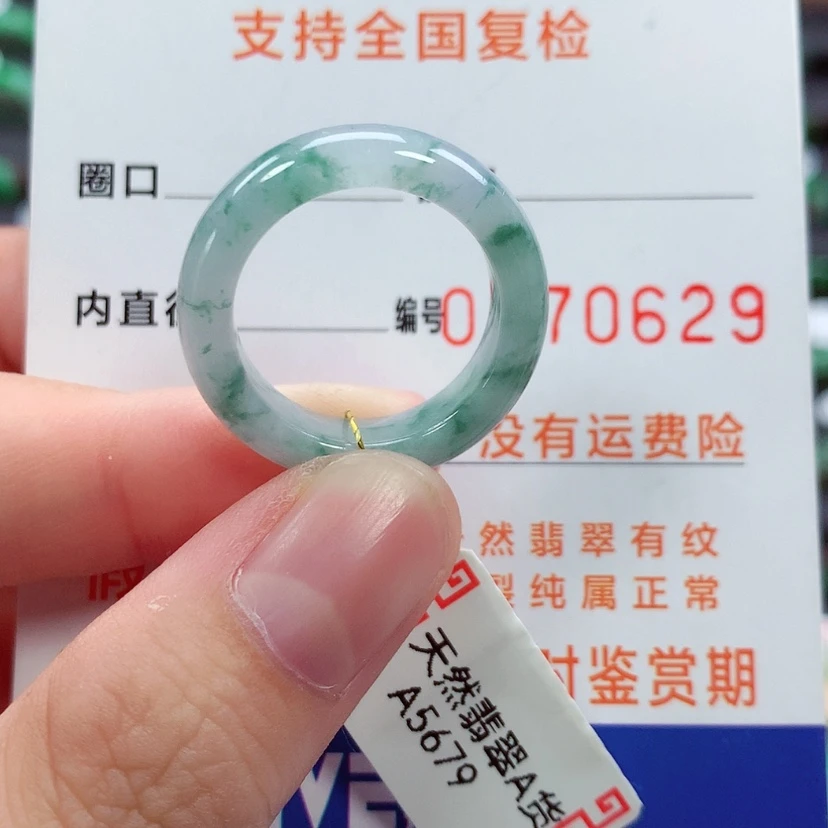 支持全国复检
圈口
内直径
编号0 70629
没有运费险
然翡翠有纹
裂纯属正常
时鉴赏期
天然翡翠A货
A5679